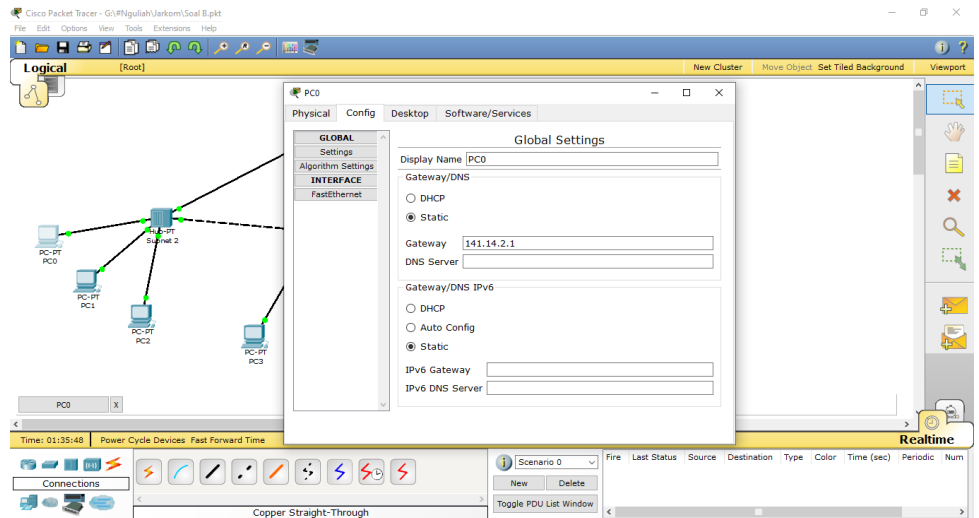 Cisco Packet Tracer - G:\#Nguliah\Jarkom\Soal B.pkt
File Edit Options View Tools Extensions Help
Logical [Root] New Cluster Move Object Set Tiled Background Viewport
PC0
Physical Config Desktop Software/Services
GLOBAL
Settings
Algorithm Settings
INTERFACE
FastEthernet
Global Settings
Display Name PC0
Gateway/DNS
DHCP
Static
Gateway 141.14.2.1
DNS Server
Gateway/DNS IPv6
DHCP
Auto Config
Static
IPv6 Gateway
IPv6 DNS Server
Hub-PT
Subnet 2
PC-PT
PC0
PC-PT
PC1
PC-PT
PC2
PC-PT
PC3
PC0 X
Time: 01:35:48 Power Cycle Devices Fast Forward Time Realtime
Connections
Copper Straight-Through
Scenario 0
New Delete
Toggle PDU List Window
Fire Last Status Source Destination Type Color Time (sec) Periodic Num